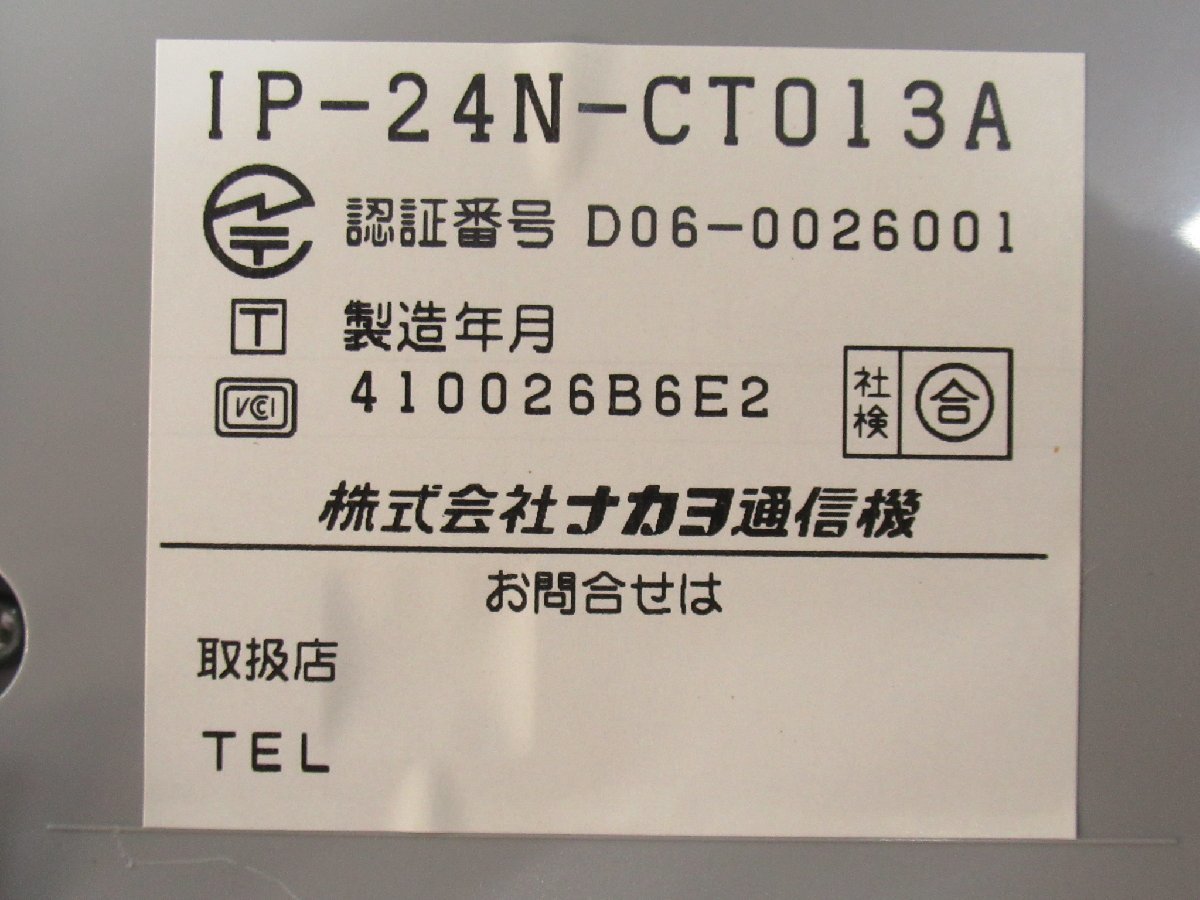 IP-24N-CT013A
認証番号 D06-0026001
T 製造年月
VCCI 410026B6E2
社検 合
株式会社ナカヨ通信機
お問合せは
取扱店
TEL